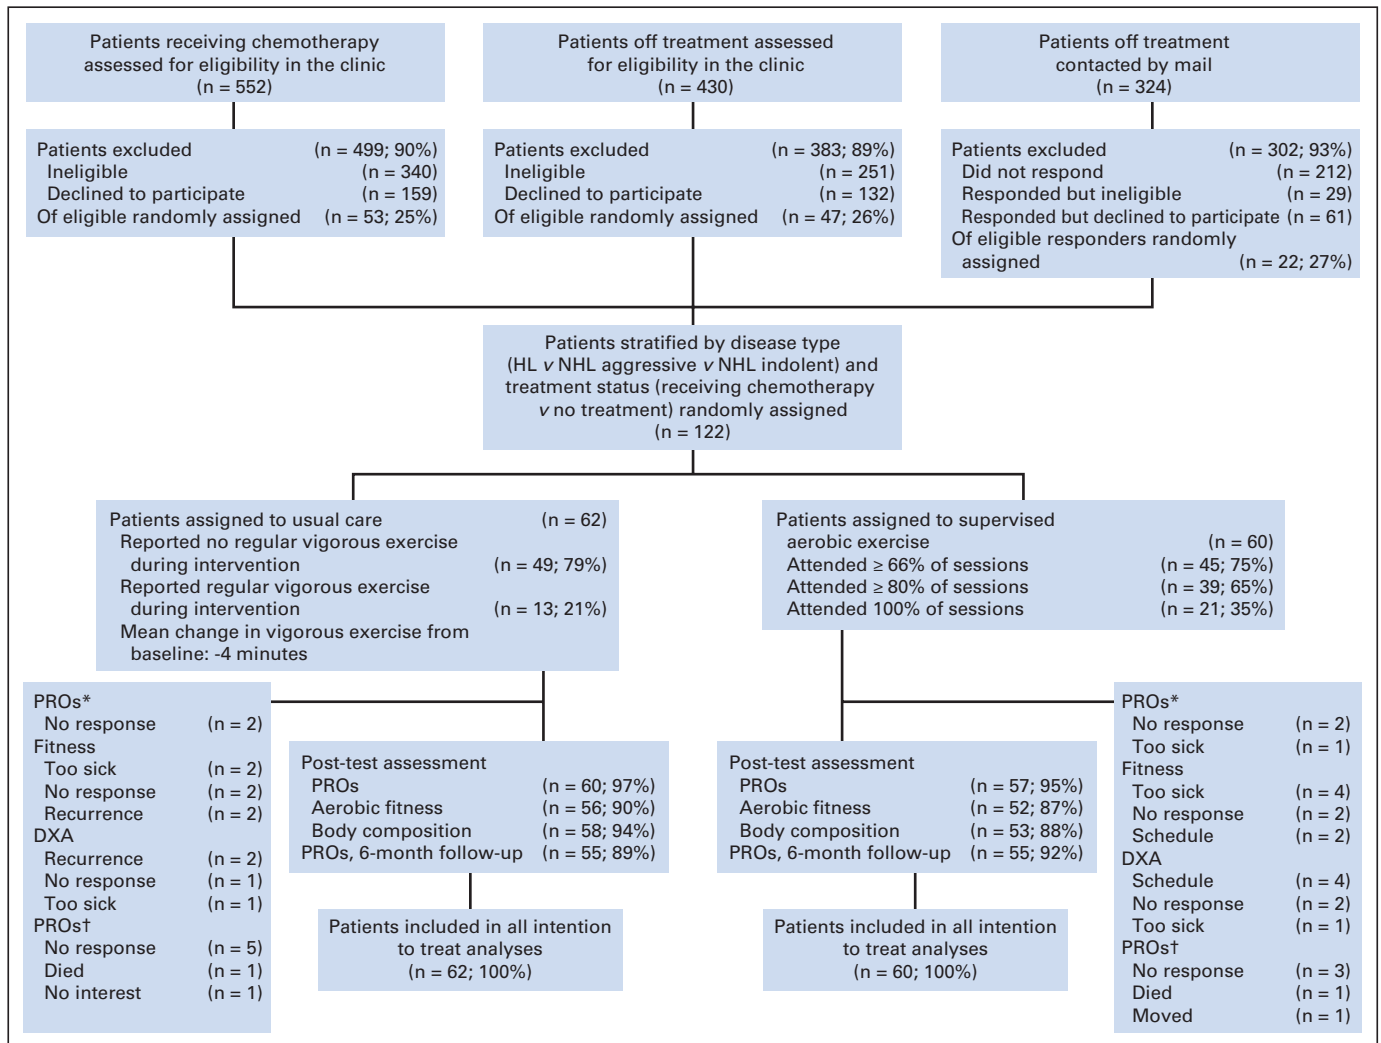 Patients receiving chemotherapy
assessed for eligibility in the clinic
(n = 552)
Patients off treatment assessed
for eligibility in the clinic
(n = 430)
Patients off treatment
contacted by mail
(n = 324)
Patients excluded (n = 499; 90%)
Ineligible (n = 340)
Declined to participate (n = 159)
Of eligible randomly assigned (n = 53; 25%)
Patients excluded (n = 383; 89%)
Ineligible (n = 251)
Declined to participate (n = 132)
Of eligible randomly assigned (n = 47; 26%)
Patients excluded (n = 302; 93%)
Did not respond (n = 212)
Responded but ineligible (n = 29)
Responded but declined to participate (n = 61)
Of eligible responders randomly
assigned (n = 22; 27%)
Patients stratified by disease type
(HL v NHL aggressive v NHL indolent) and
treatment status (receiving chemotherapy
v no treatment) randomly assigned
(n = 122)
Patients assigned to usual care (n = 62)
Reported no regular vigorous exercise
during intervention (n = 49; 79%)
Reported regular vigorous exercise
during intervention (n = 13; 21%)
Mean change in vigorous exercise from
baseline: -4 minutes
Patients assigned to supervised
aerobic exercise (n = 60)
Attended ≥ 66% of sessions (n = 45; 75%)
Attended ≥ 80% of sessions (n = 39; 65%)
Attended 100% of sessions (n = 21; 35%)
PROs*
No response (n = 2)
Fitness
Too sick (n = 2)
No response (n = 2)
Recurrence (n = 2)
DXA
Recurrence (n = 2)
No response (n = 1)
Too sick (n = 1)
PROs†
No response (n = 5)
Died (n = 1)
No interest (n = 1)
Post-test assessment
PROs (n = 60; 97%)
Aerobic fitness (n = 56; 90%)
Body composition (n = 58; 94%)
PROs, 6-month follow-up (n = 55; 89%)
Patients included in all intention
to treat analyses
(n = 62; 100%)
Post-test assessment
PROs (n = 57; 95%)
Aerobic fitness (n = 52; 87%)
Body composition (n = 53; 88%)
PROs, 6-month follow-up (n = 55; 92%)
Patients included in all intention
to treat analyses
(n = 60; 100%)
PROs*
No response (n = 2)
Too sick (n = 1)
Fitness
Too sick (n = 4)
No response (n = 2)
Schedule (n = 2)
DXA
Schedule (n = 4)
No response (n = 2)
Too sick (n = 1)
PROs†
No response (n = 3)
Died (n = 1)
Moved (n = 1)